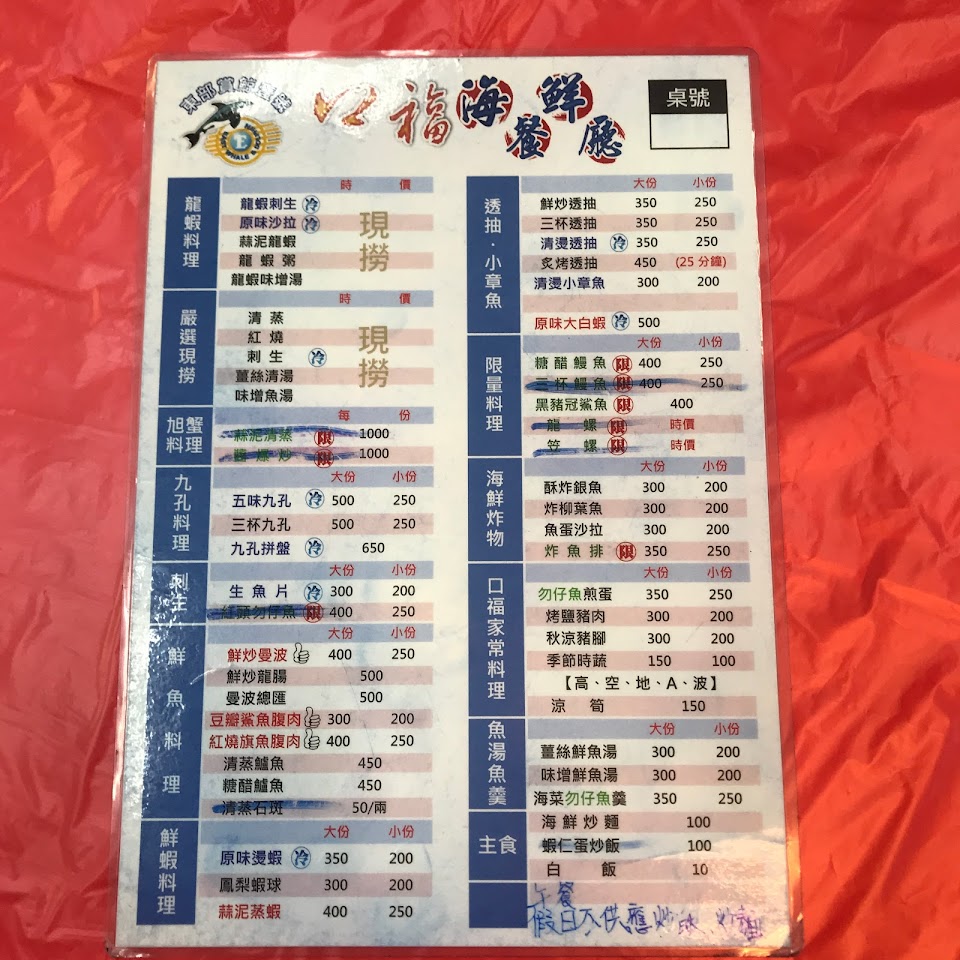 東部賞鯨導航
口福海鮮餐廳
桌號
龍蝦料理
時 價
龍蝦刺生 冷
原味沙拉 冷
蒜泥龍蝦
龍蝦粥
龍蝦味增湯
現撈
嚴選現撈
時 價
清蒸
紅燒
刺生 冷
薑絲清湯
味增魚湯
現撈
旭蟹料理
每 份
蒜泥清蒸 限 1000
醬爆炒 限 1000
九孔料理
大份 小份
五味九孔 冷 500 250
三杯九孔 500 250
九孔拼盤 冷 650
刺生
大份 小份
生魚片 冷 300 200
紅頭勿仔魚 限 400 250
鮮魚料理
大份 小份
鮮炒曼波 400 250
鮮炒龍腸 500
曼波總匯 500
豆瓣鯊魚腹肉 300 200
紅燒旗魚腹肉 400 250
清蒸鱸魚 450
糖醋鱸魚 450
清蒸石斑 50/兩
鮮蝦料理
大份 小份
原味燙蝦 冷 350 200
鳳梨蝦球 300 200
蒜泥蒸蝦 400 250
透抽·小章魚
大份 小份
鮮炒透抽 350 250
三杯透抽 350 250
清燙透抽 冷 350 250
炙烤透抽 450 (25分鐘)
清燙小章魚 300 200
原味大白蝦 冷 500
限量料理
大份 小份
糖醋鰻魚 限 400 250
三杯鰻魚 限 400 250
黑豬冠鯊魚 限 400
龍螺 限 時價
笠螺 限 時價
海鮮炸物
大份 小份
酥炸銀魚 300 200
炸柳葉魚 300 200
魚蛋沙拉 300 200
炸魚排 限 350 250
口福家常料理
大份 小份
勿仔魚煎蛋 350 250
烤鹽豬肉 300 200
秋涼豬腳 300 200
季節時蔬 150 100
【高、空、地、A、波】
涼筍 150
魚湯魚羹
大份 小份
薑絲鮮魚湯 300 200
味增鮮魚湯 300 200
海菜勿仔魚羹 350 250
主食
海鮮炒麵 100
蝦仁蛋炒飯 100
白飯 10
午餐
假日不供應炒飯、炒麵